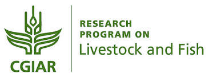 RESEARCH
PROGRAM ON
Livestock and Fish
CGIAR